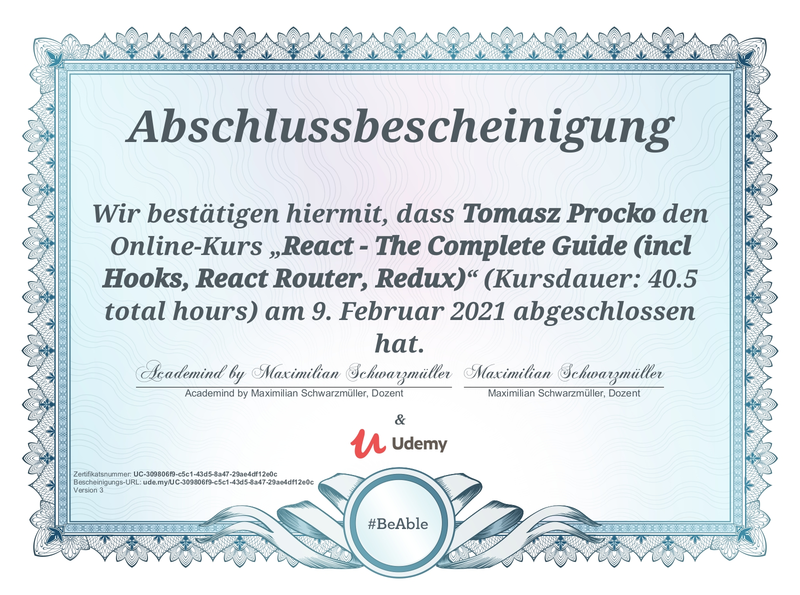 Abschlussbescheinigung
Wir bestätigen hiermit, dass Tomasz Procko den
Online-Kurs „React - The Complete Guide (incl
Hooks, React Router, Redux)“ (Kursdauer: 40.5
total hours) am 9. Februar 2021 abgeschlossen
hat.
Academind by Maximilian Schwarzmüller Maximilian Schwarzmüller
Academind by Maximilian Schwarzmüller, Dozent Maximilian Schwarzmüller, Dozent
&
Udemy
Zertifikatsnummer: UC-309806f9-c5c1-43d5-8a47-29ae4df12e0c
Bescheinigungs-URL: ude.my/UC-309806f9-c5c1-43d5-8a47-29ae4df12e0c
Version 3
#BeAble